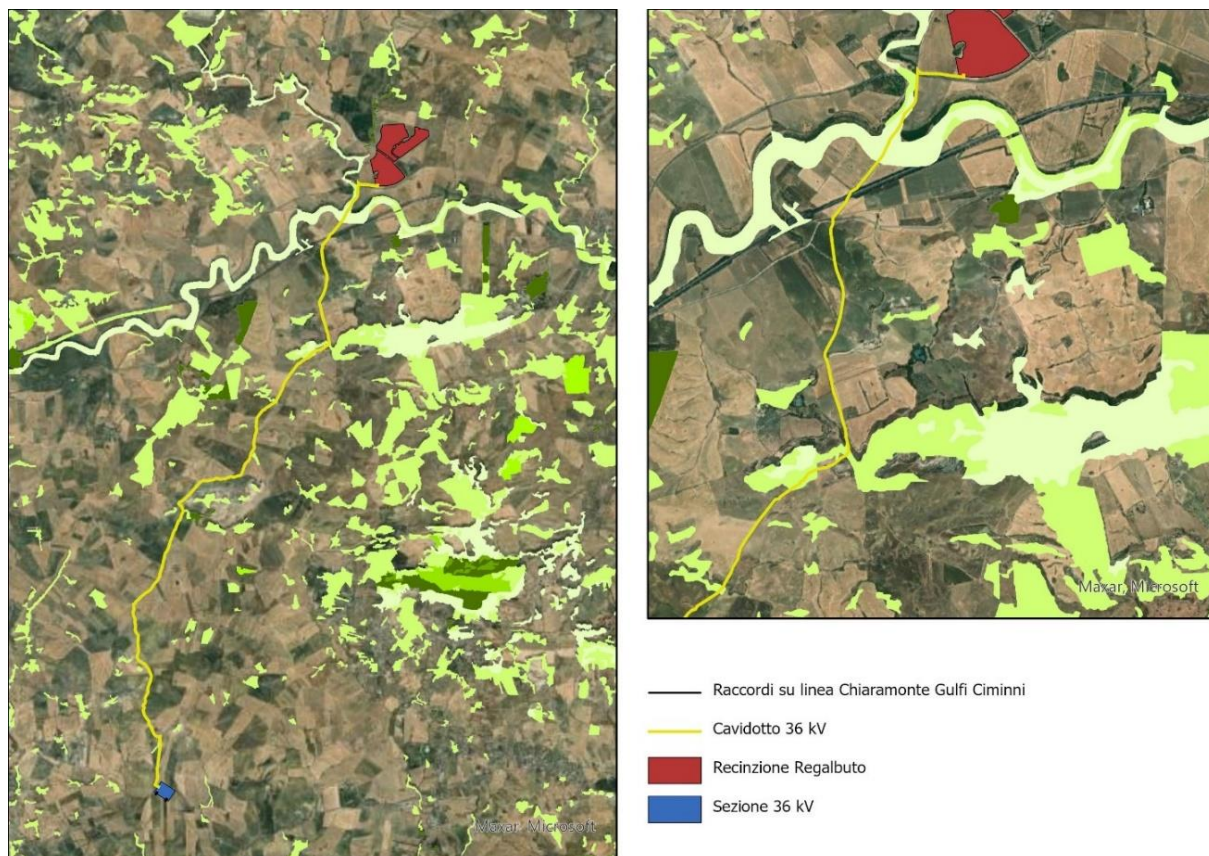 Maxar, Microsoft
Maxar, Microsoft
Raccordi su linea Chiaramonte Gulfi Ciminni
Cavidotto 36 kV
Recinzione Regalbuto
Sezione 36 kV